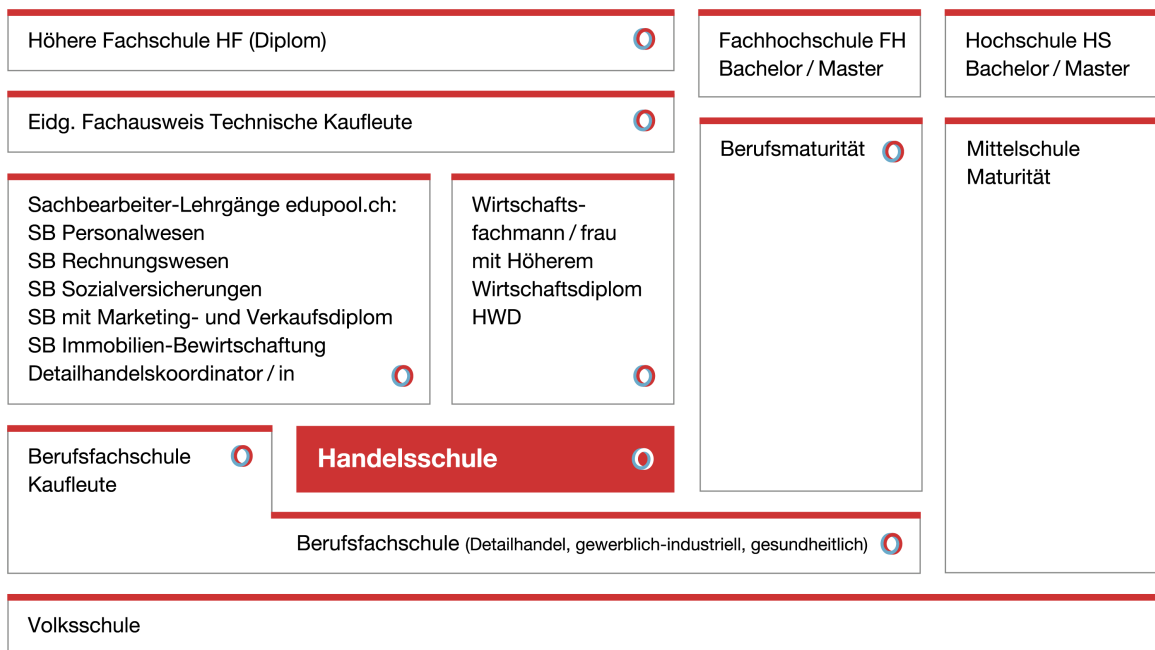 Höhere Fachschule HF (Diplom)
Fachhochschule FH
Bachelor / Master
Hochschule HS
Bachelor / Master
Eidg. Fachausweis Technische Kaufleute
Berufsmaturität
Mittelschule
Maturität
Sachbearbeiter-Lehrgänge edupool.ch:
SB Personalwesen
SB Rechnungswesen
SB Sozialversicherungen
SB mit Marketing- und Verkaufsdiplom
SB Immobilien-Bewirtschaftung
Detailhandelskoordinator / in
Wirtschafts-
fachmann / frau
mit Höherem
Wirtschaftsdiplom
HWD
Berufsfachschule
Kaufleute
Handelsschule
Berufsfachschule (Detailhandel, gewerblich-industriell, gesundheitlich)
Volksschule